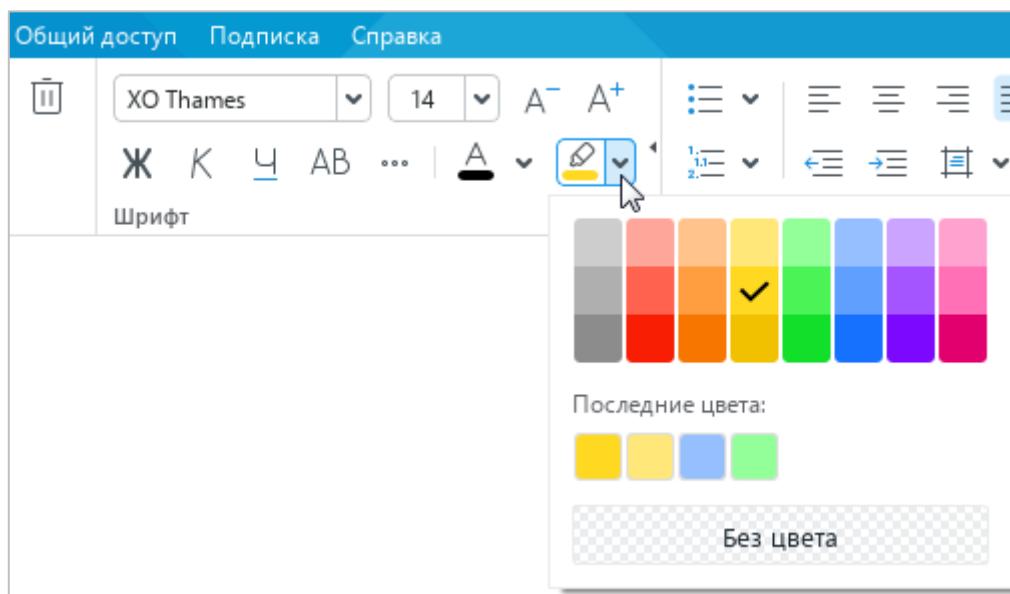 Общий доступ Подписка Справка
XO Thames 14 A− A+
Ж К Ч АВ A
Шрифт
Последние цвета:
Без цвета